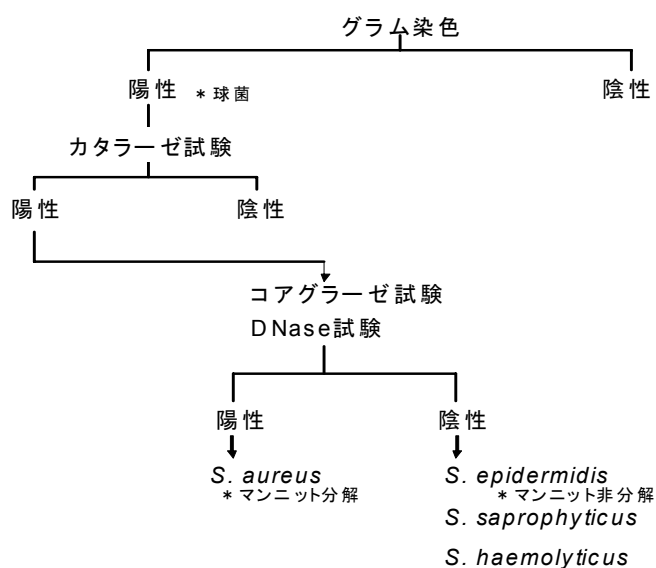 グラム染色
陽性 *球菌
陰性
カタラーゼ試験
陽性
陰性
コアグラーゼ試験
DNase試験
陽性
陰性
S. aureus
*マンニット分解
S. epidermidis
*マンニット非分解
S. saprophyticus
S. haemolyticus